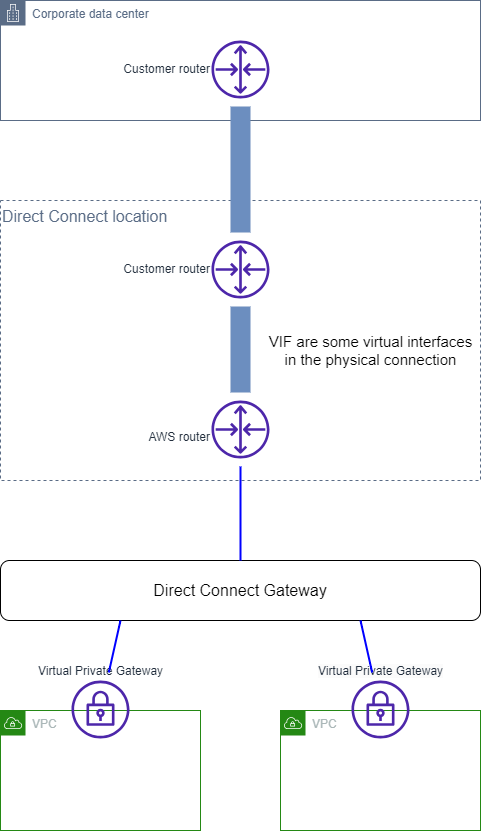 Corporate data center
Customer router
Direct Connect location
Customer router
VIF are some virtual interfaces
in the physical connection
AWS router
Direct Connect Gateway
Virtual Private Gateway
Virtual Private Gateway
VPC
VPC